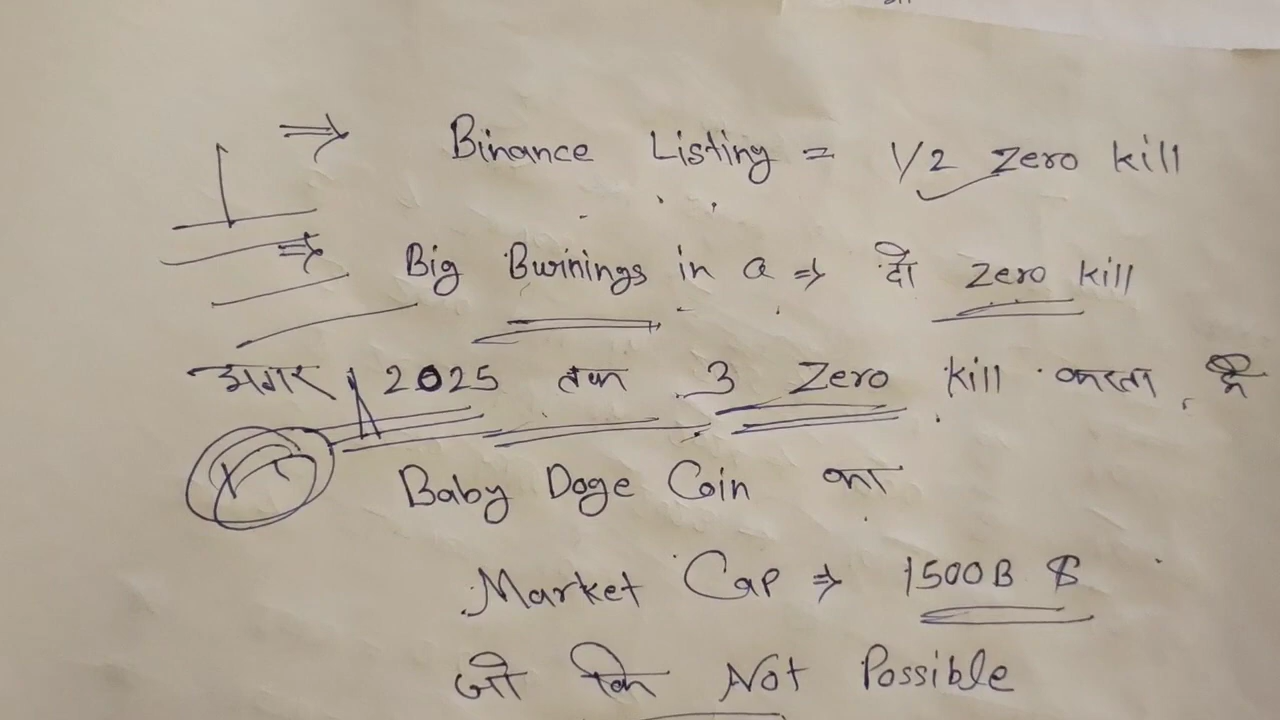 ⇒ Binance Listing = 1/2 Zero kill
⇒ Big Burinings in a ⇒ दो Zero kill
अगर 2025 तक 3 Zero kill करता है
Baby Doge Coin का
Market Cap ⇒ 1500B $
जो कि Not Possible